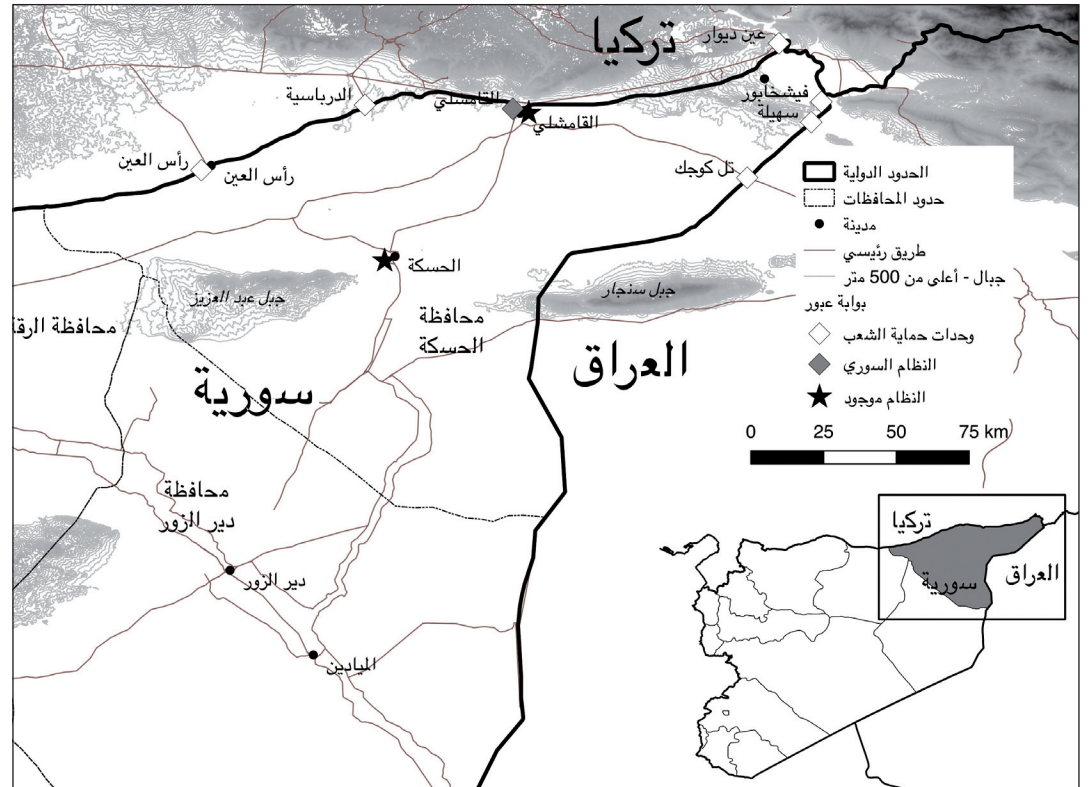 تركيا
عين ديوار
فيشخابور
سهيلة
القامشلي
القامشلي
الدرباسية
رأس العين
رأس العين
تل كوجك
الحسكة
جبل عبد العزيز
جبل سنجار
محافظة
الحسكة
محافظة الرقة
سورية
العراق
محافظة
دير الزور
دير الزور
الميادين
الحدود الدولية
حدود المحافظات
مدينة
طريق رئيسي
جبال - أعلى من 500 متر
بوابة عبور
وحدات حماية الشعب
النظام السوري
النظام موجود
0 25 50 75 km
تركيا
سورية
العراق